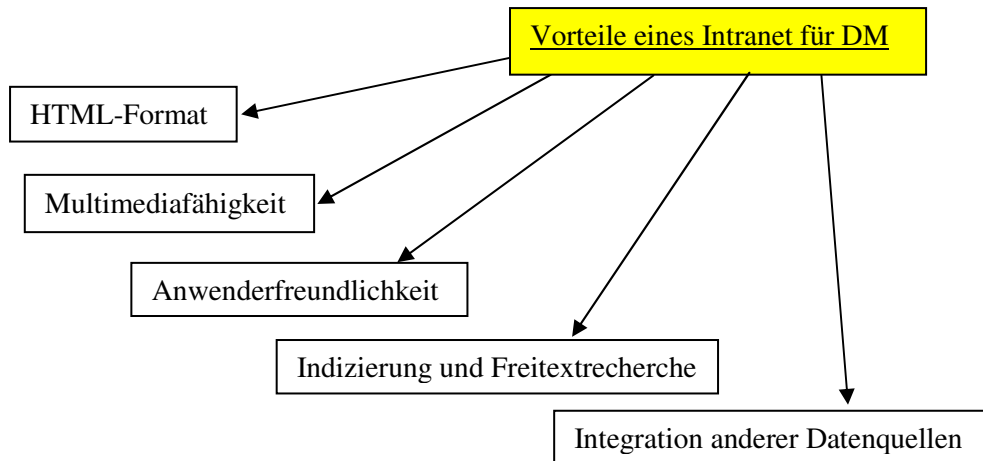 Vorteile eines Intranet für DM
HTML-Format
Multimediafähigkeit
Anwenderfreundlichkeit
Indizierung und Freitextrecherche
Integration anderer Datenquellen